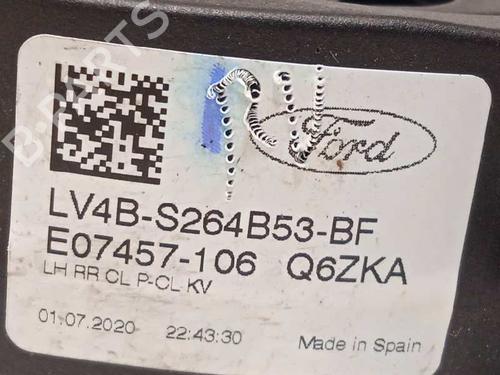 B-PARTS
Ford
LV4B-S264B53-BF
E07457-106 Q6ZKA
LH RR CL P-CL KV
01.07.2020 22:43:30 Made in Spain